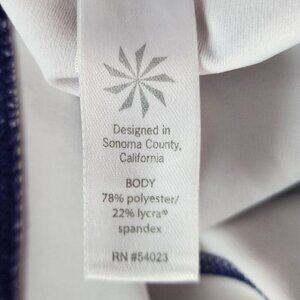 Designed in
Sonoma County,
California
BODY
78% polyester/
22% lycra®
spandex
RN #54023